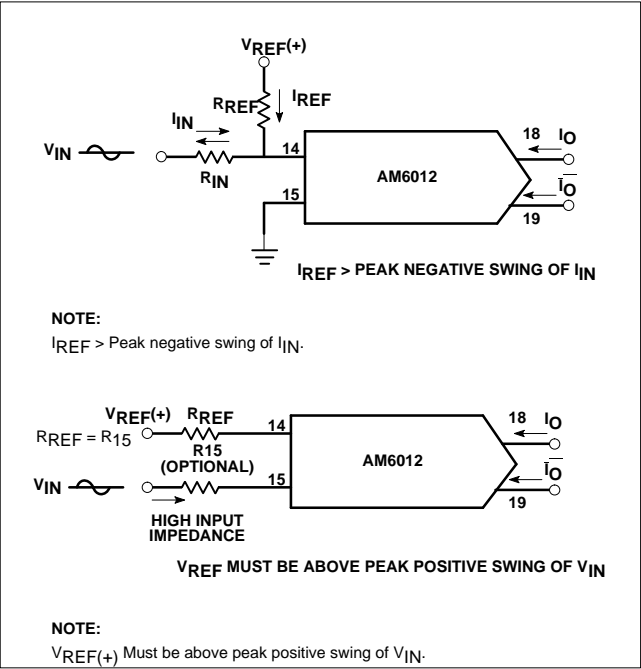 VREF(+)
RREF
IREF
IIN
VIN
RIN
14
15
AM6012
18
IO
IO
19
IREF > PEAK NEGATIVE SWING OF IIN
NOTE:
IREF > Peak negative swing of IIN.
VREF(+)
RREF
RREF = R15
14
R15
(OPTIONAL)
VIN
15
HIGH INPUT
IMPEDANCE
AM6012
18
IO
IO
19
VREF MUST BE ABOVE PEAK POSITIVE SWING OF VIN
NOTE:
VREF(+) Must be above peak positive swing of VIN.